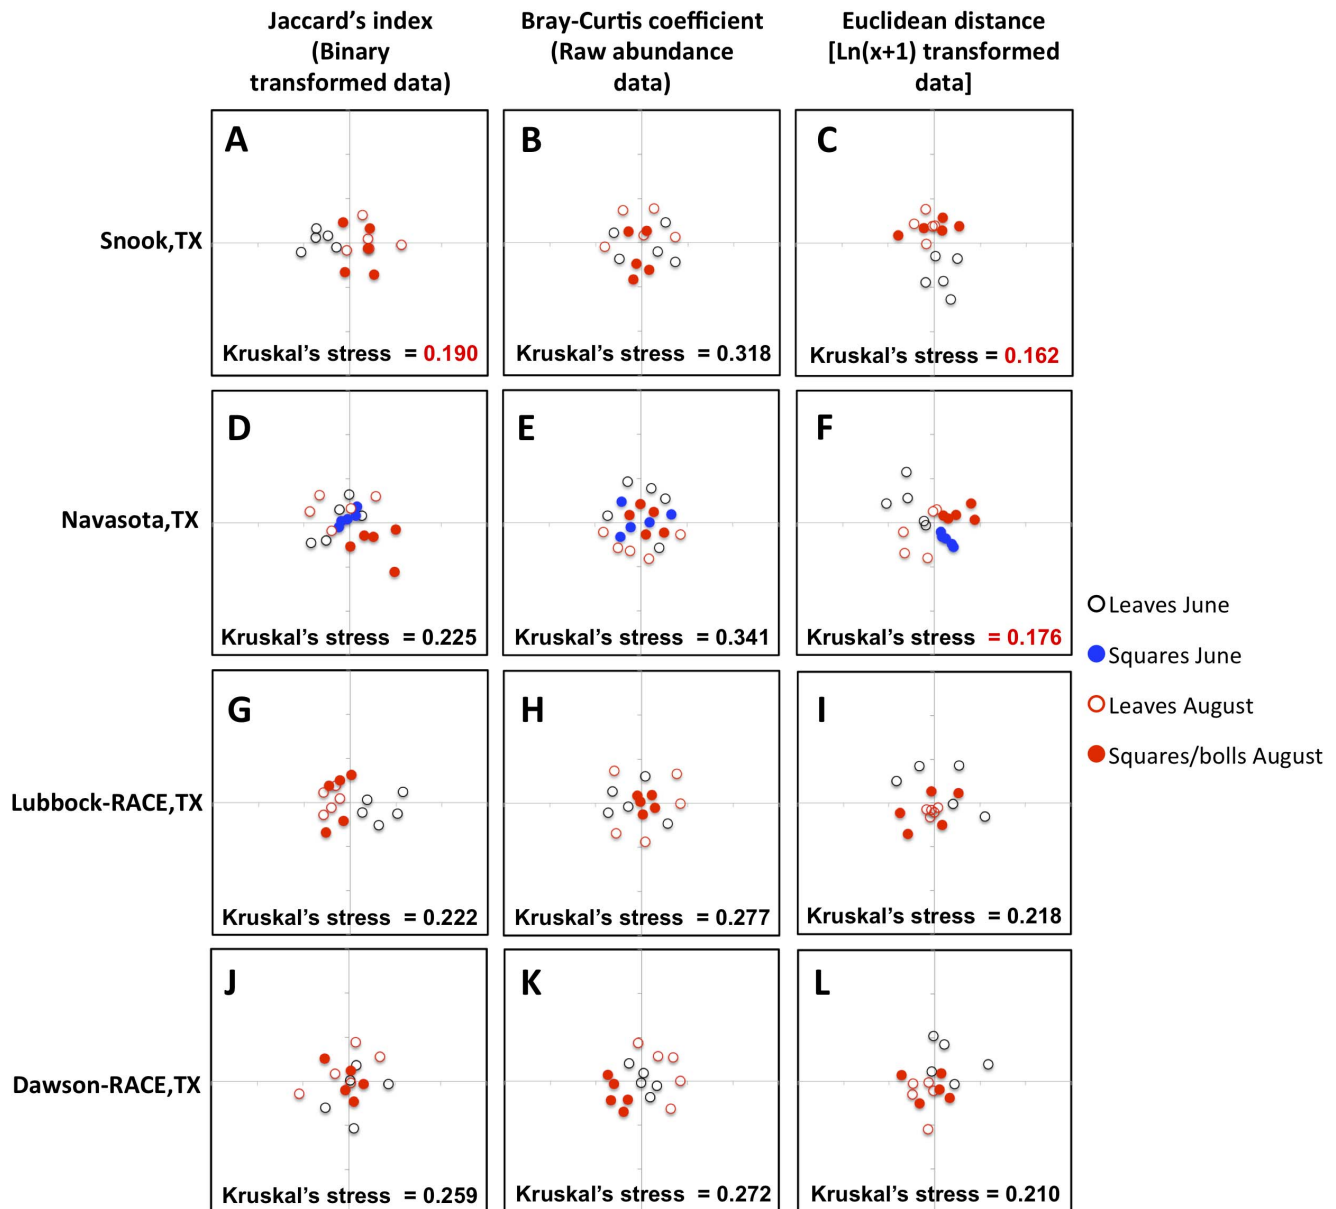 Jaccard's index
(Binary
transformed data)
Bray-Curtis coefficient
(Raw abundance
data)
Euclidean distance
[Ln(x+1) transformed
data]
Snook,TX
A
Kruskal's stress = 0.190
B
Kruskal's stress = 0.318
C
Kruskal's stress = 0.162
Navasota,TX
D
Kruskal's stress = 0.225
E
Kruskal's stress = 0.341
F
Kruskal's stress = 0.176
Lubbock-RACE,TX
G
Kruskal's stress = 0.222
H
Kruskal's stress = 0.277
I
Kruskal's stress = 0.218
Dawson-RACE,TX
J
Kruskal's stress = 0.259
K
Kruskal's stress = 0.272
L
Kruskal's stress = 0.210
Leaves June
Squares June
Leaves August
Squares/bolls August